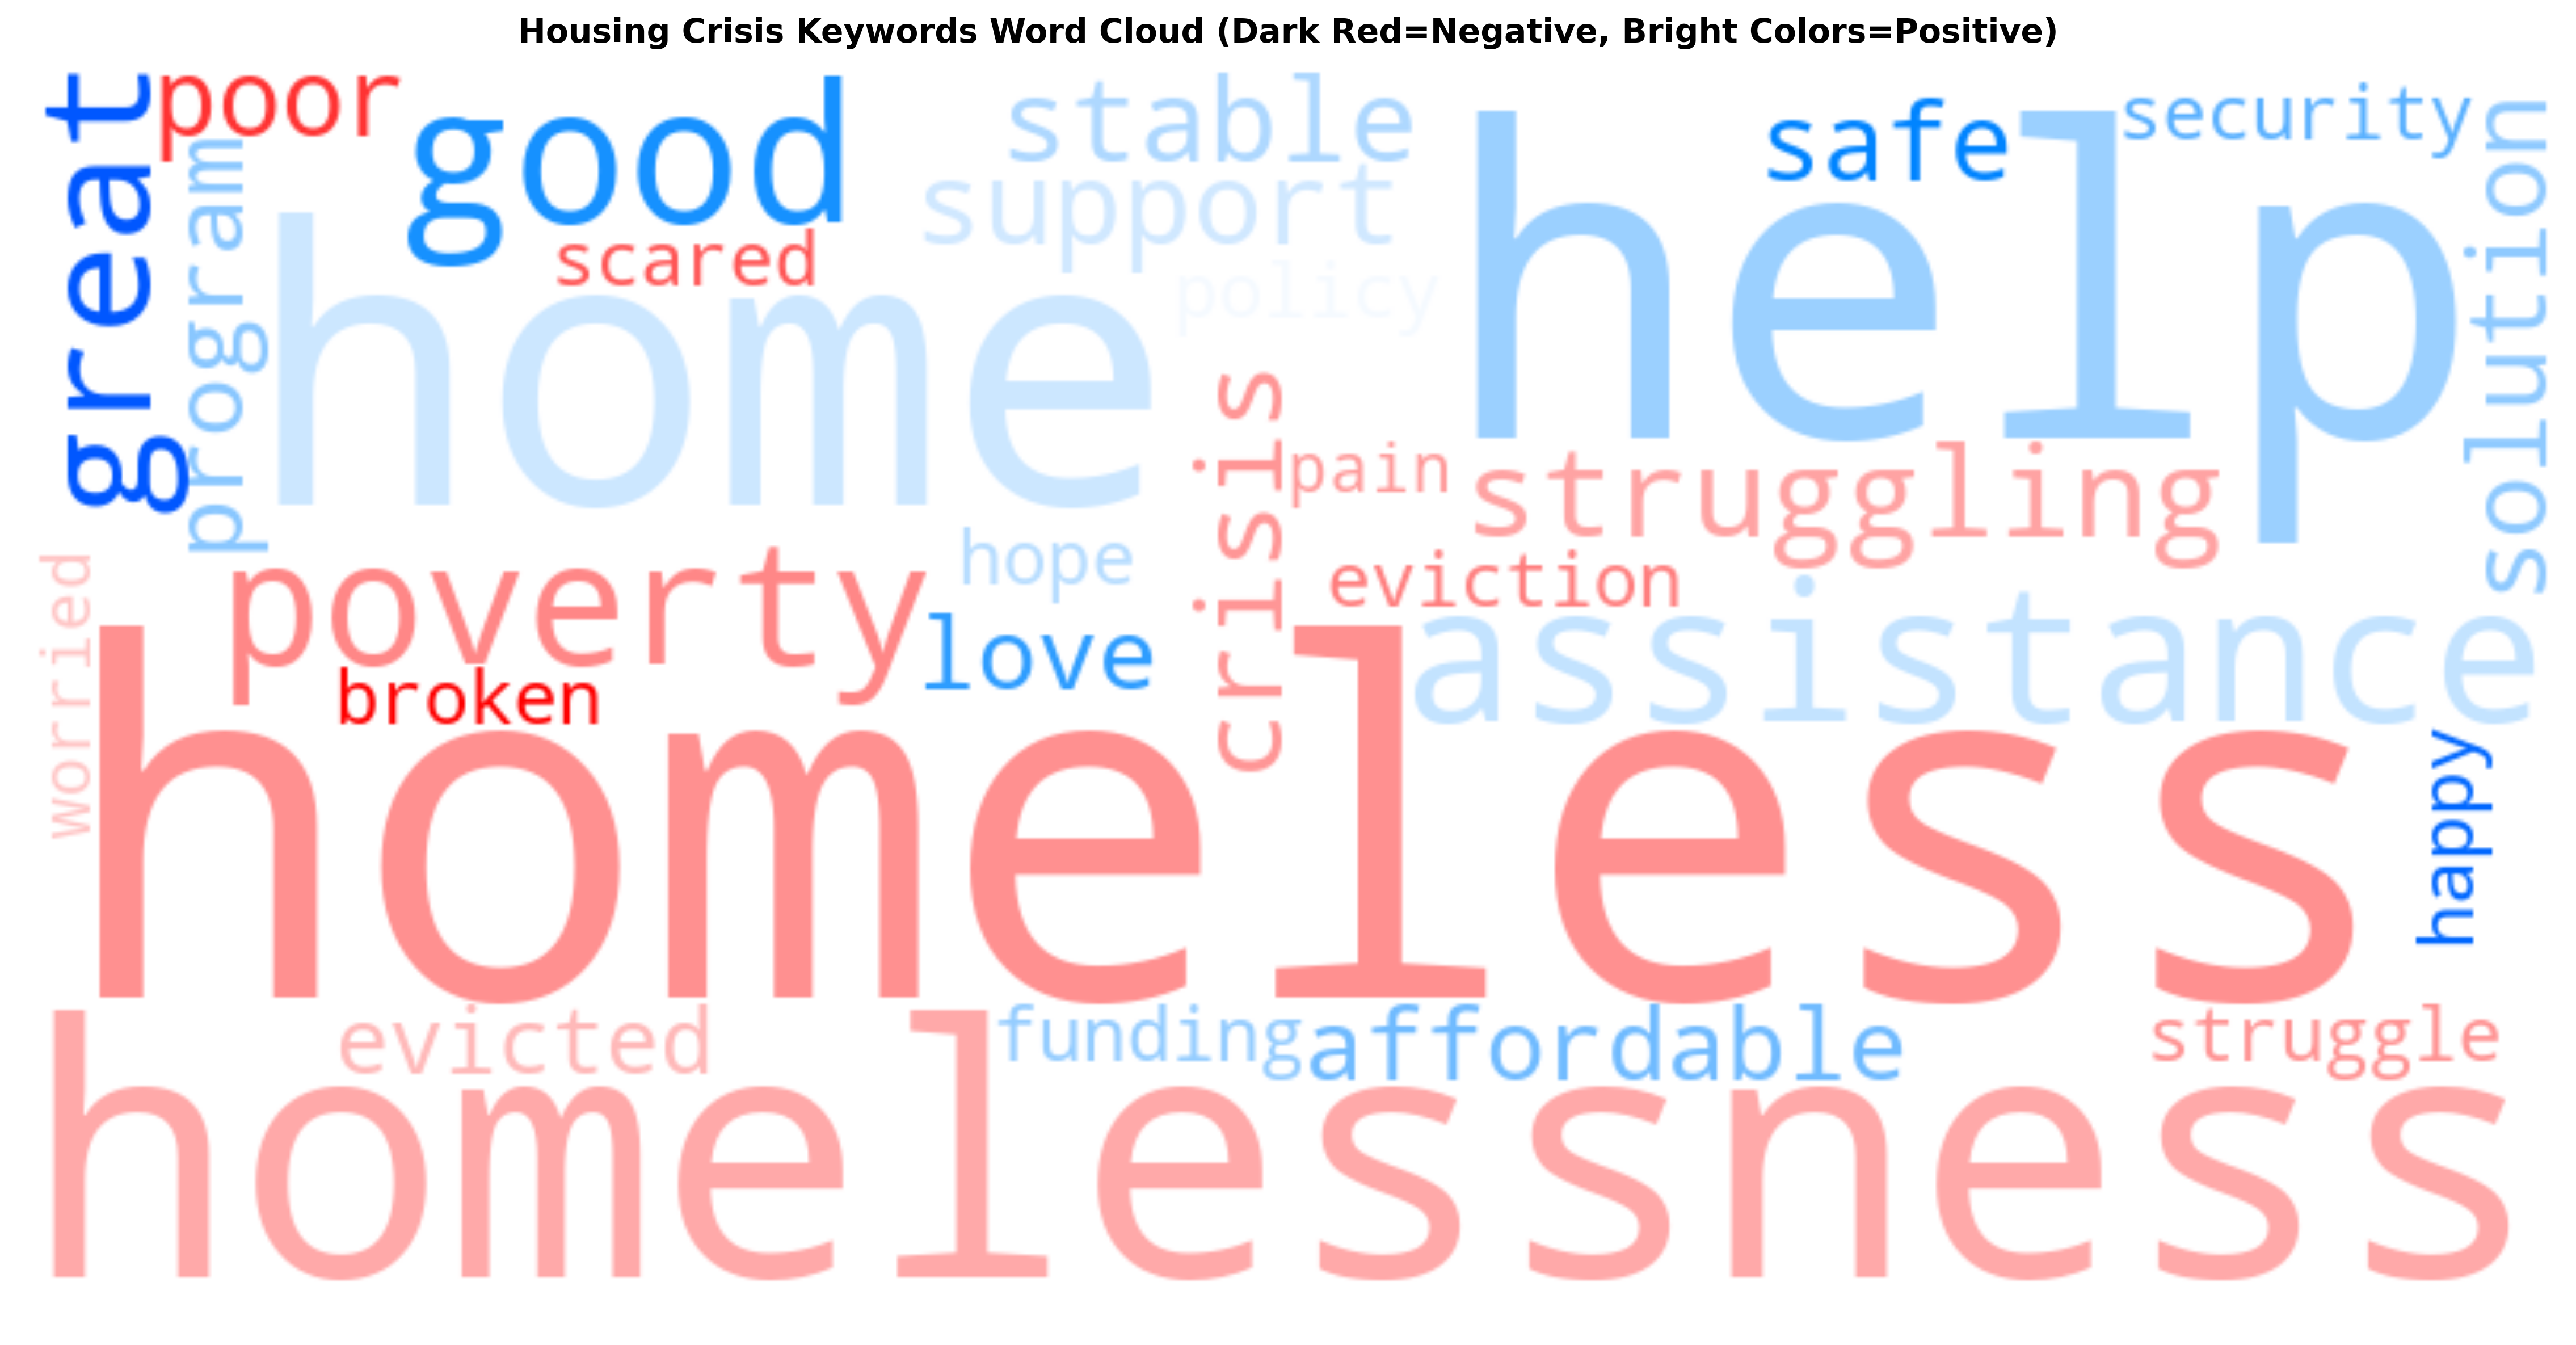 Housing Crisis Keywords Word Cloud (Dark Red=Negative, Bright Colors=Positive)
great
poor
program
good
stable
support
help
safe
security
solution
scared
home
policy
crisis
pain
struggling
hope
eviction
worried
poverty
love
assistance
broken
homeless
happy
evicted
funding
affordable
struggle
homelessness